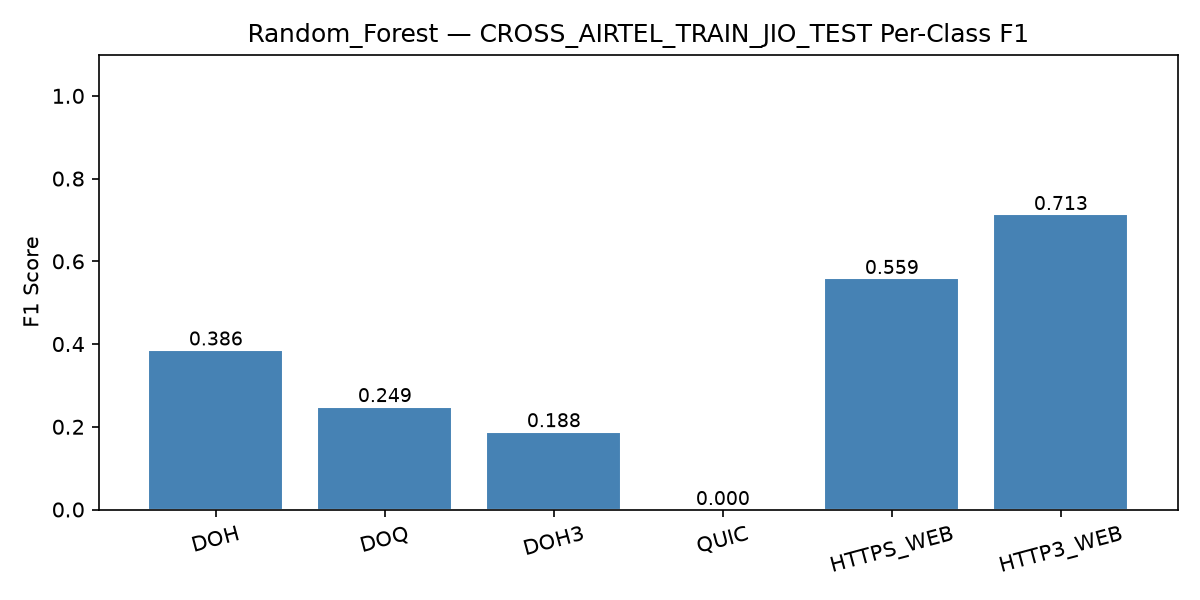 Random_Forest — CROSS_AIRTEL_TRAIN_JIO_TEST Per-Class F1
F1 Score
1.0
0.8
0.6
0.4
0.2
0.0
0.386
0.249
0.188
0.000
0.559
0.713
DOH
DOQ
DOH3
QUIC
HTTPS_WEB
HTTP3_WEB